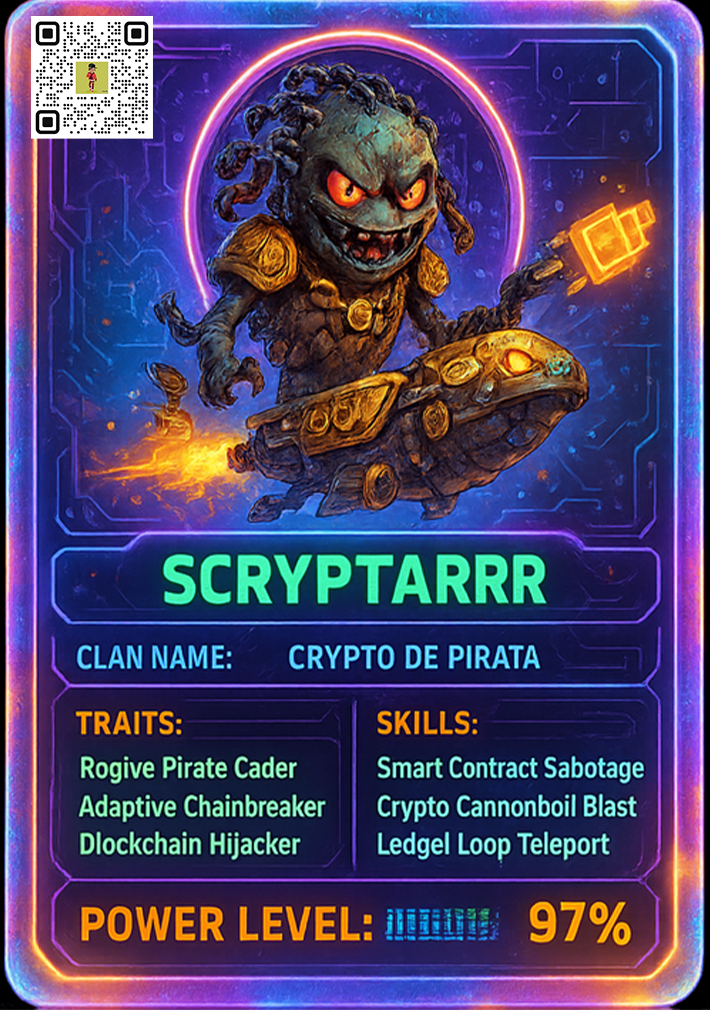 SCRYPTARRR
CLAN NAME: CRYPTO DE PIRATA
TRAITS:
Rogive Pirate Cader
Adaptive Chainbreaker
Dlockchain Hijacker
SKILLS:
Smart Contract Sabotage
Crypto Cannonboil Blast
Ledgel Loop Teleport
POWER LEVEL: 97%